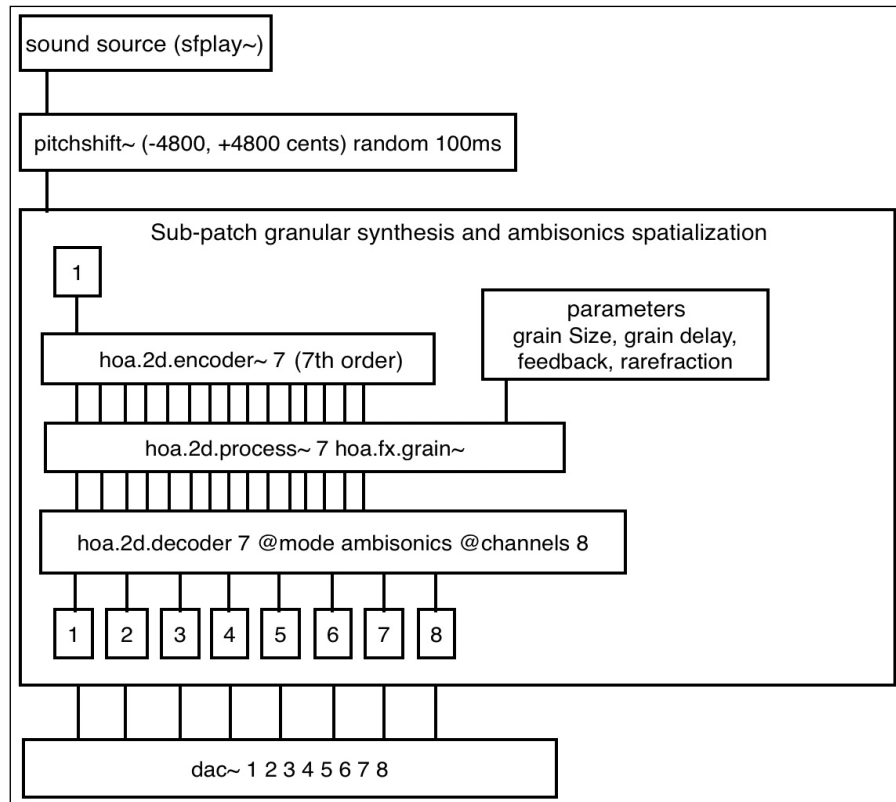 sound source (sfplay~)
pitchshift~ (-4800, +4800 cents) random 100ms
Sub-patch granular synthesis and ambisonics spatialization
1
parameters
grain Size, grain delay,
feedback, rarefraction
hoa.2d.encoder~ 7 (7th order)
hoa.2d.process~ 7 hoa.fx.grain~
hoa.2d.decoder 7 @mode ambisonics @channels 8
1 2 3 4 5 6 7 8
dac~ 1 2 3 4 5 6 7 8